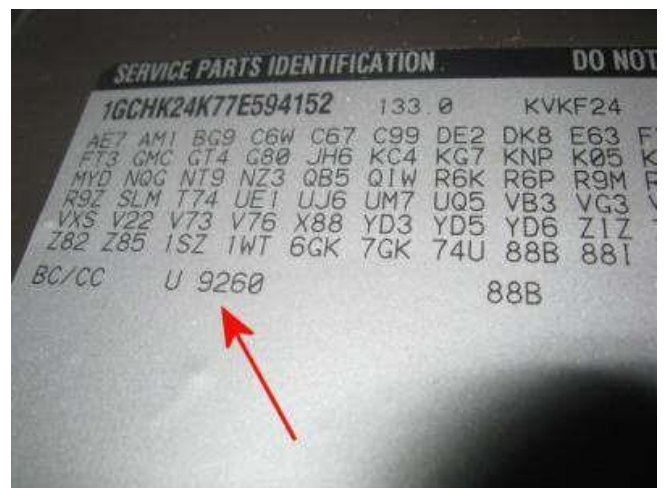 SERVICE PARTS IDENTIFICATION DO NOT
1GCHK24K77E594152 133.0 KVKF24
AE7 AM1 BG9 C6W C67 C99 DE2 DK8 E63
FT3 GMC GT4 G80 JH6 KC4 KG7 KNP K05
MYD NQG NT9 NZ3 QB5 QIW R6K R6P R9M
R9Z SLM T74 UE1 UJ6 UM7 UQ5 VB3 VG3
VXS V22 V73 V76 X88 YD3 YD5 YD6 Z1Z
Z82 Z85 1SZ 1WT 6GK 7GK 74U 88B 881
BC/CC U 9260 88B